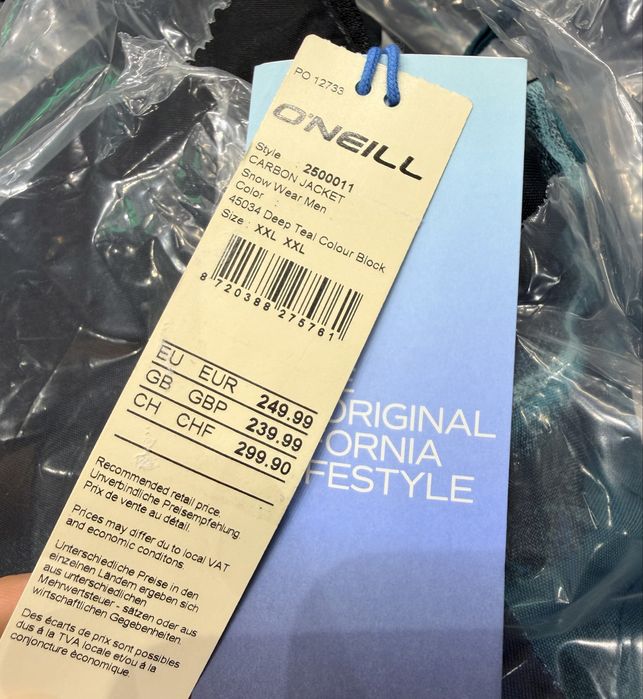 PO 12733
O'NEILL
Style : 2500011
CARBON JACKET
Snow Wear Men
Color
45034 Deep Teal Colour Block
Size : XXL XXL
8 720388 275761
EU EUR 249.99
GB GBP 239.99
CH CHF 299.90
Recommended retail price.
Unverbindliche Preisempfehlung.
Prix de vente au détail.
Prices may differ du to local VAT
and economic conditons.
Unterschiedliche Preise in den
einzelnen Ländern ergeben sich
aus unterschiedlichen
Mehrwertsteuer - sätzen oder aus
wirtschaftlichen Gegebenheiten.
Des écarts de prix sont possibles
dus à la TVA locale et/ou à la
conjoncture économique.
ORIGINAL
ORNIA
FESTYLE